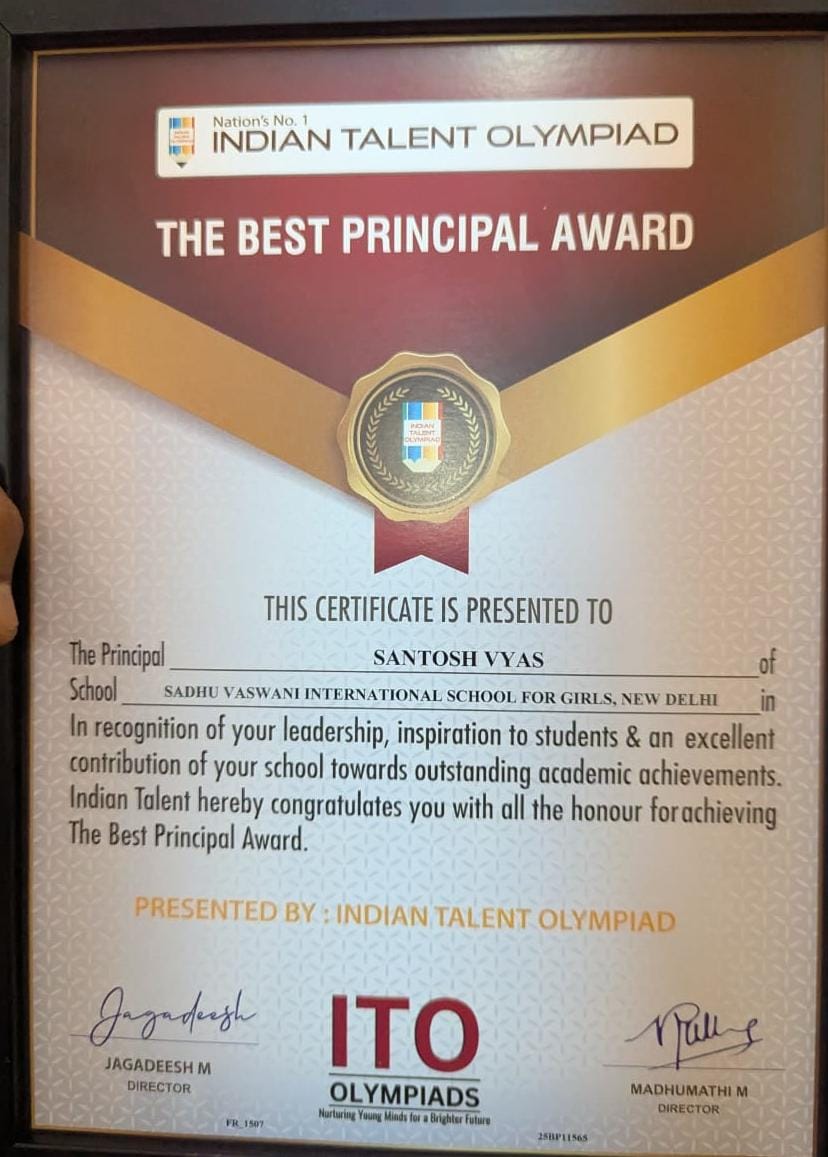 Nation's No. 1
INDIAN TALENT OLYMPIAD
THE BEST PRINCIPAL AWARD
INDIAN
TALENT
OLYMPIAD
THIS CERTIFICATE IS PRESENTED TO
The Principal SANTOSH VYAS of
School SADHU VASWANI INTERNATIONAL SCHOOL FOR GIRLS, NEW DELHI in
In recognition of your leadership, inspiration to students & an excellent
contribution of your school towards outstanding academic achievements.
Indian Talent hereby congratulates you with all the honour for achieving
The Best Principal Award.
PRESENTED BY : INDIAN TALENT OLYMPIAD
Jagadeesh
JAGADEESH M
DIRECTOR
ITO
OLYMPIADS
Nurturing Young Minds for a Brighter Future
MADHUMATHI M
DIRECTOR
FR_1507
25BP11565